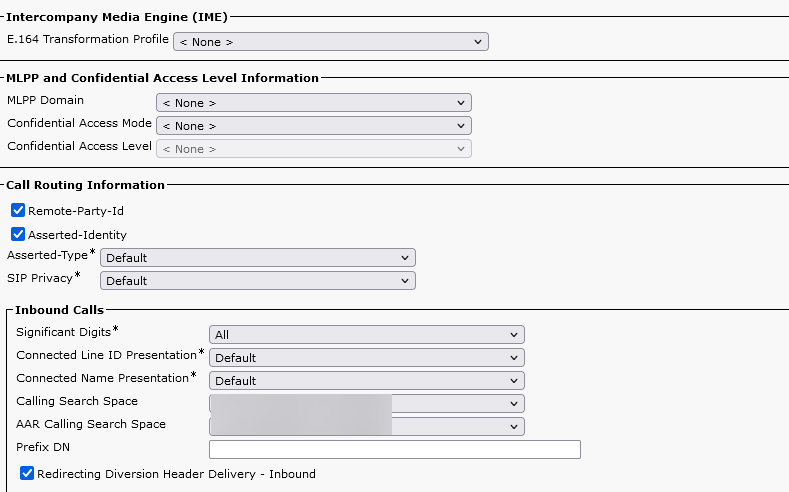 Intercompany Media Engine (IME)
E.164 Transformation Profile < None >
MLPP and Confidential Access Level Information
MLPP Domain < None >
Confidential Access Mode < None >
Confidential Access Level < None >
Call Routing Information
Remote-Party-Id
Asserted-Identity
Asserted-Type* Default
SIP Privacy* Default
Inbound Calls
Significant Digits* All
Connected Line ID Presentation* Default
Connected Name Presentation* Default
Calling Search Space
AAR Calling Search Space
Prefix DN
Redirecting Diversion Header Delivery - Inbound